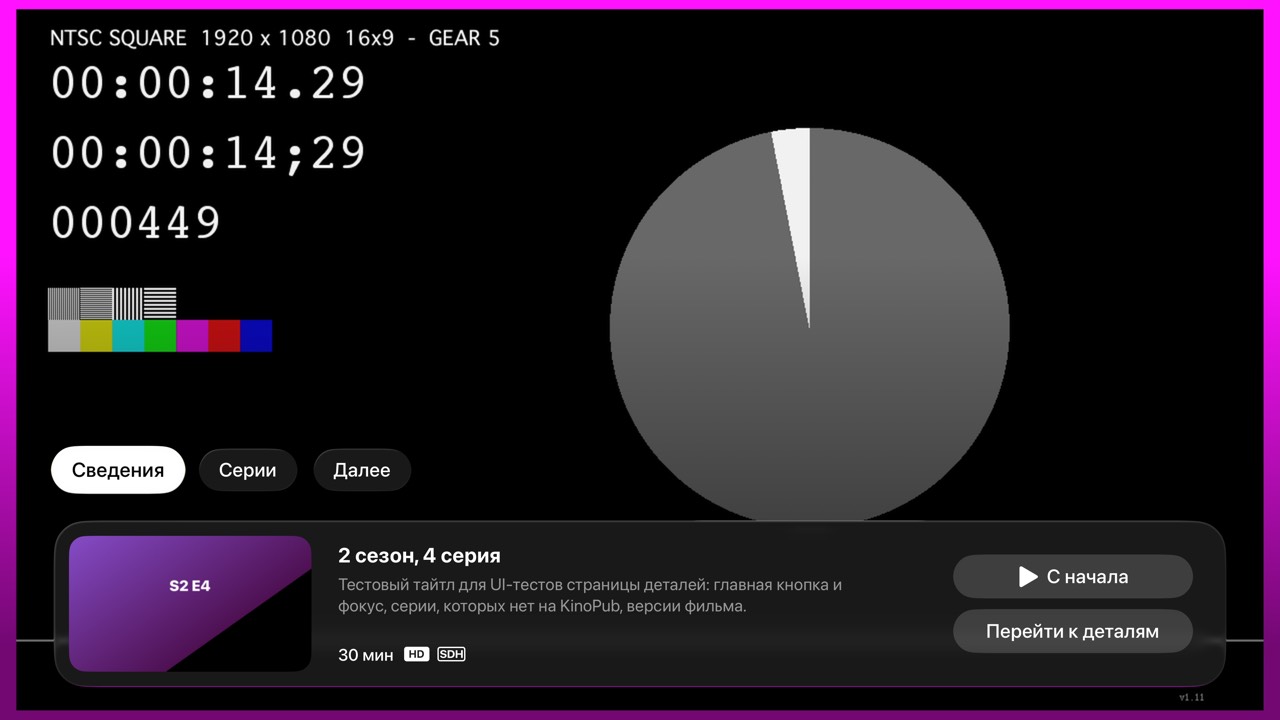 NTSC SQUARE 1920 x 1080 16x9 - GEAR 5
00:00:14.29
00:00:14;29
000449
Сведения
Серии
Далее
S2 E4
2 сезон, 4 серия
Тестовый тайтл для UI-тестов страницы деталей: главная кнопка и
фокус, серии, которых нет на KinoPub, версии фильма.
30 мин HD SDH
С начала
Перейти к деталям
v1.11